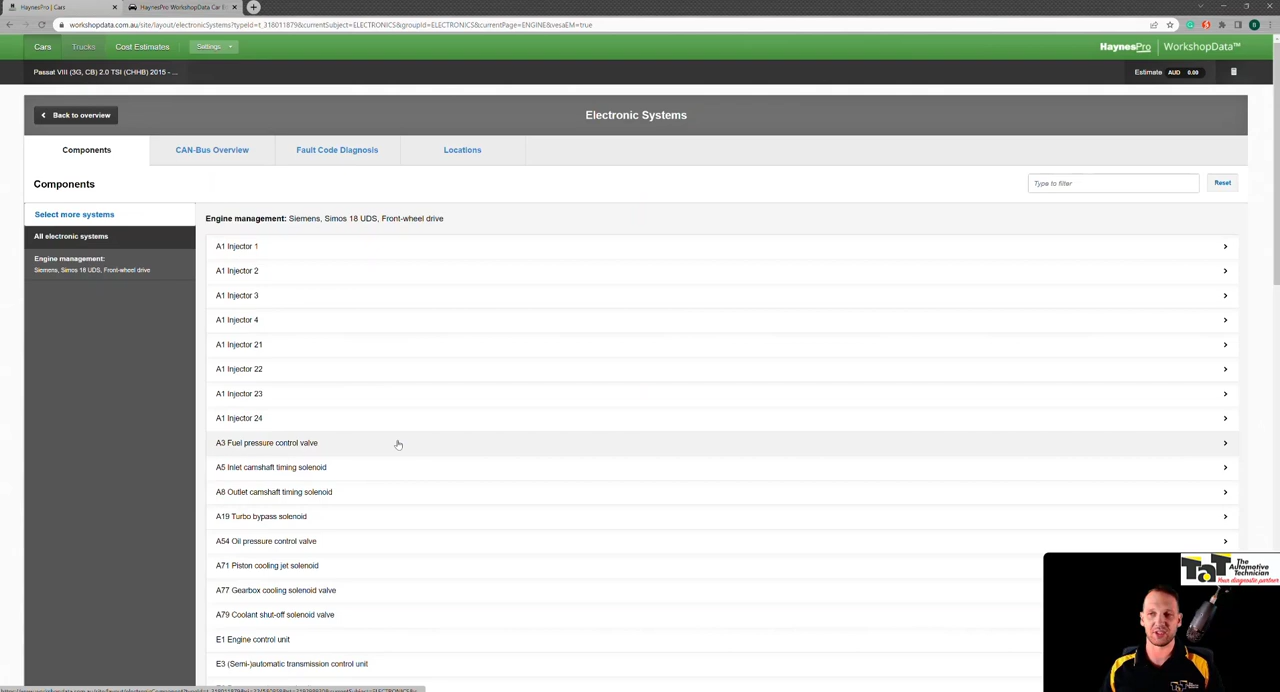 HaynesPro | Cars
HaynesPro WorkshopData Car E
workshopdata.com.au/site/layout/electronicSystems?typeId=t_318011879&currentSubject=ELECTRONICS&groupId=ELECTRONICS&currentPage=ENGINE&vesaEM=true
Cars Trucks Cost Estimates Settings
HaynesPro | WorkshopData™
Passat VIII (3G, CB) 2.0 TSI (CHHB) 2015 - ...
Estimate AUD 0.00
Back to overview
Electronic Systems
Components CAN-Bus Overview Fault Code Diagnosis Locations
Components
Type to filter
Reset
Select more systems
All electronic systems
Engine management:
Siemens, Simos 18 UDS, Front-wheel drive
Engine management: Siemens, Simos 18 UDS, Front-wheel drive
A1 Injector 1
A1 Injector 2
A1 Injector 3
A1 Injector 4
A1 Injector 21
A1 Injector 22
A1 Injector 23
A1 Injector 24
A3 Fuel pressure control valve
A5 Inlet camshaft timing solenoid
A8 Outlet camshaft timing solenoid
A19 Turbo bypass solenoid
A54 Oil pressure control valve
A71 Piston cooling jet solenoid
A77 Gearbox cooling solenoid valve
A79 Coolant shut-off solenoid valve
E1 Engine control unit
E3 (Semi-)automatic transmission control unit
TaT
The
Automotive
Technician
Your diagnostic partner
TaT